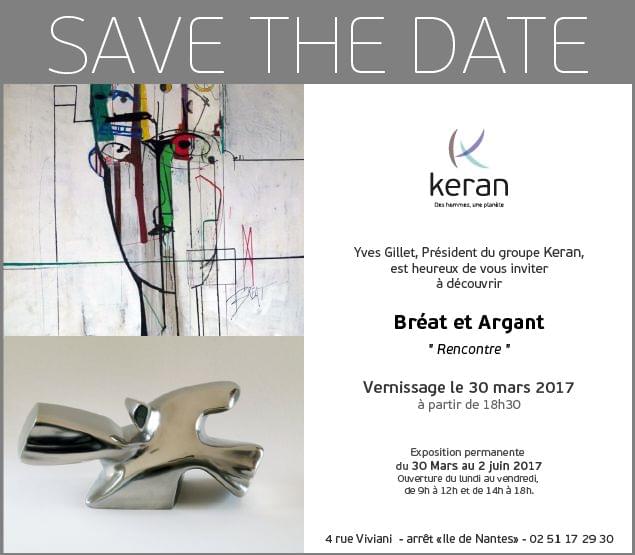 SAVE THE DATE
keran
Des hommes, une planète
Yves Gillet, Président du groupe Keran,
est heureux de vous inviter
à découvrir
Bréat et Argant
" Rencontre "
Vernissage le 30 mars 2017
à partir de 18h30
Exposition permanente
du 30 Mars au 2 juin 2017
Ouverture du lundi au vendredi,
de 9h à 12h et de 14h à 18h.
4 rue Viviani - arrêt «Ile de Nantes» - 02 51 17 29 30